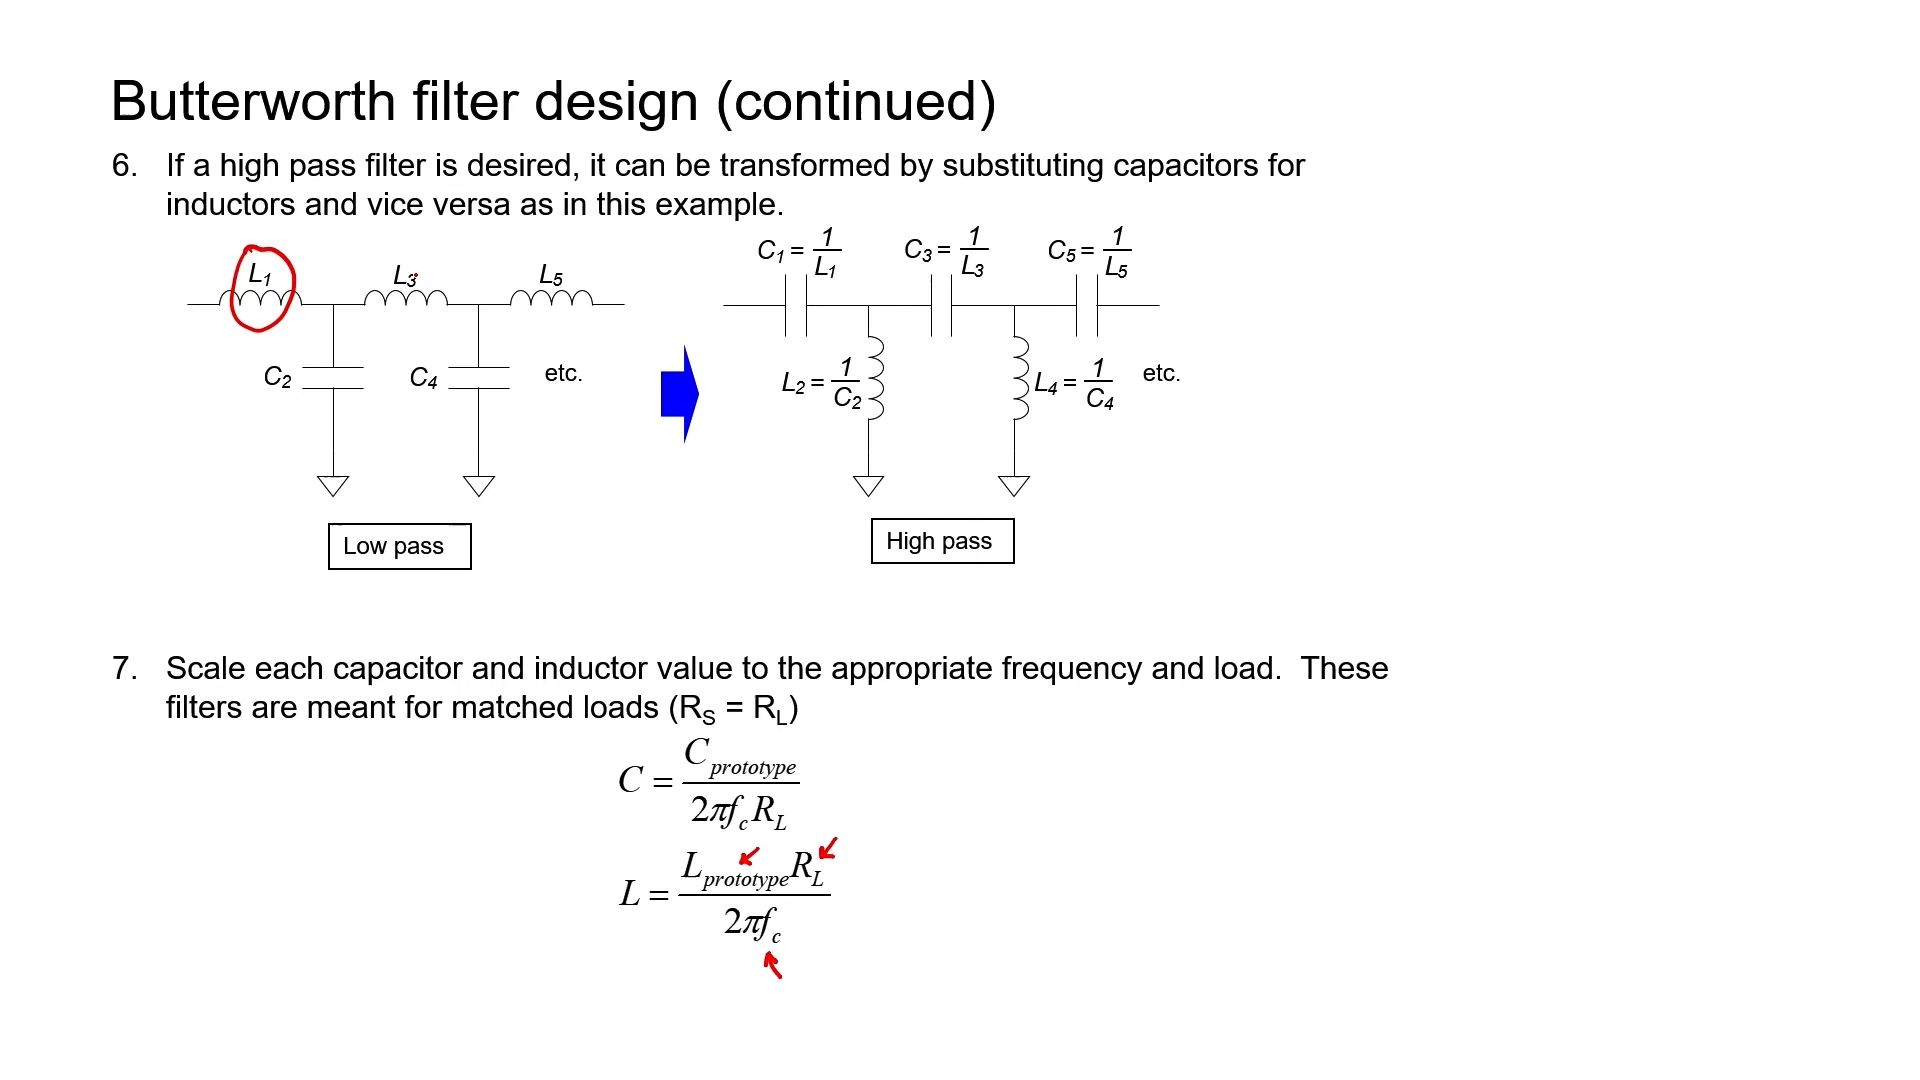 Butterworth filter design (continued)
6. If a high pass filter is desired, it can be transformed by substituting capacitors for
inductors and vice versa as in this example.
L1 L3 L5
C1 = 1/L1 C3 = 1/L3 C5 = 1/L5
C2 C4 etc.
L2 = 1/C2 L4 = 1/C4 etc.
Low pass
High pass
7. Scale each capacitor and inductor value to the appropriate frequency and load. These
filters are meant for matched loads (RS = RL)
C = Cprototype / 2πfcRL
L = LprototypeRL / 2πfc